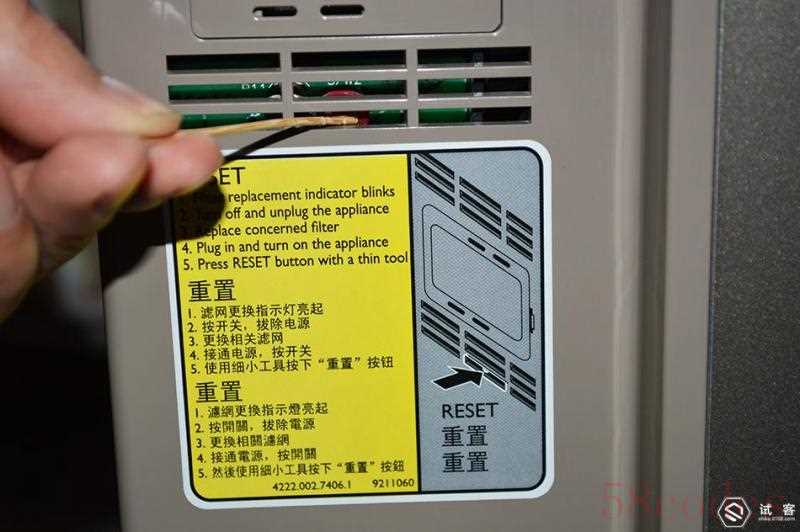 SET
replacement indicator blinks
2. off and unplug the appliance
3. Replace concerned filter
4. Plug in and turn on the appliance
5. Press RESET button with a thin tool
重置
1. 滤网更换指示灯亮起
2. 按开关，拔除电源
3. 更换相关滤网
4. 接通电源，按开关
5. 使用细小工具按下“重置”按钮
重置
1. 濾網更換指示燈亮起
2. 按開關，拔除電源
3. 更換相關濾網
4. 接通電源，按開關
5. 然後使用細小工具按下“重置”按鈕
4222.002.7406.1 9211060
RESET
重置
重置
试客